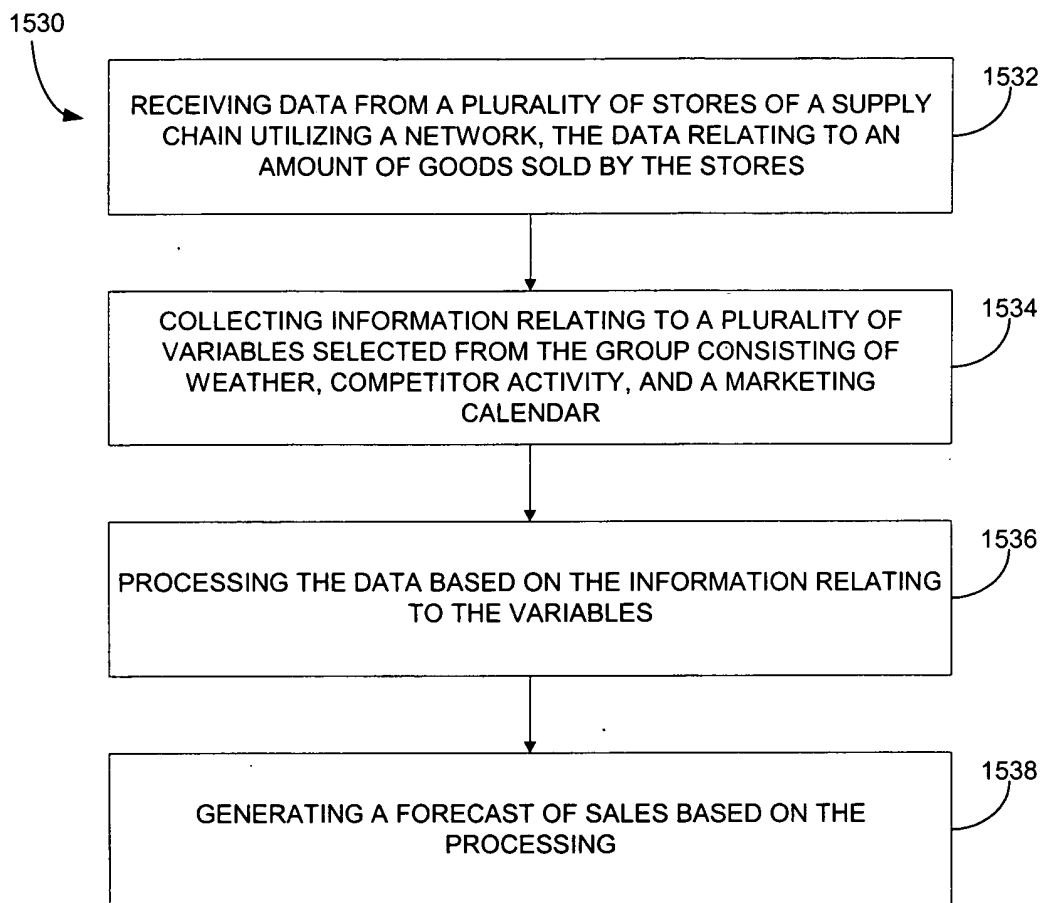 1530
1532
RECEIVING DATA FROM A PLURALITY OF STORES OF A SUPPLY
CHAIN UTILIZING A NETWORK, THE DATA RELATING TO AN
AMOUNT OF GOODS SOLD BY THE STORES
1534
COLLECTING INFORMATION RELATING TO A PLURALITY OF
VARIABLES SELECTED FROM THE GROUP CONSISTING OF
WEATHER, COMPETITOR ACTIVITY, AND A MARKETING
CALENDAR
1536
PROCESSING THE DATA BASED ON THE INFORMATION RELATING
TO THE VARIABLES
1538
GENERATING A FORECAST OF SALES BASED ON THE
PROCESSING